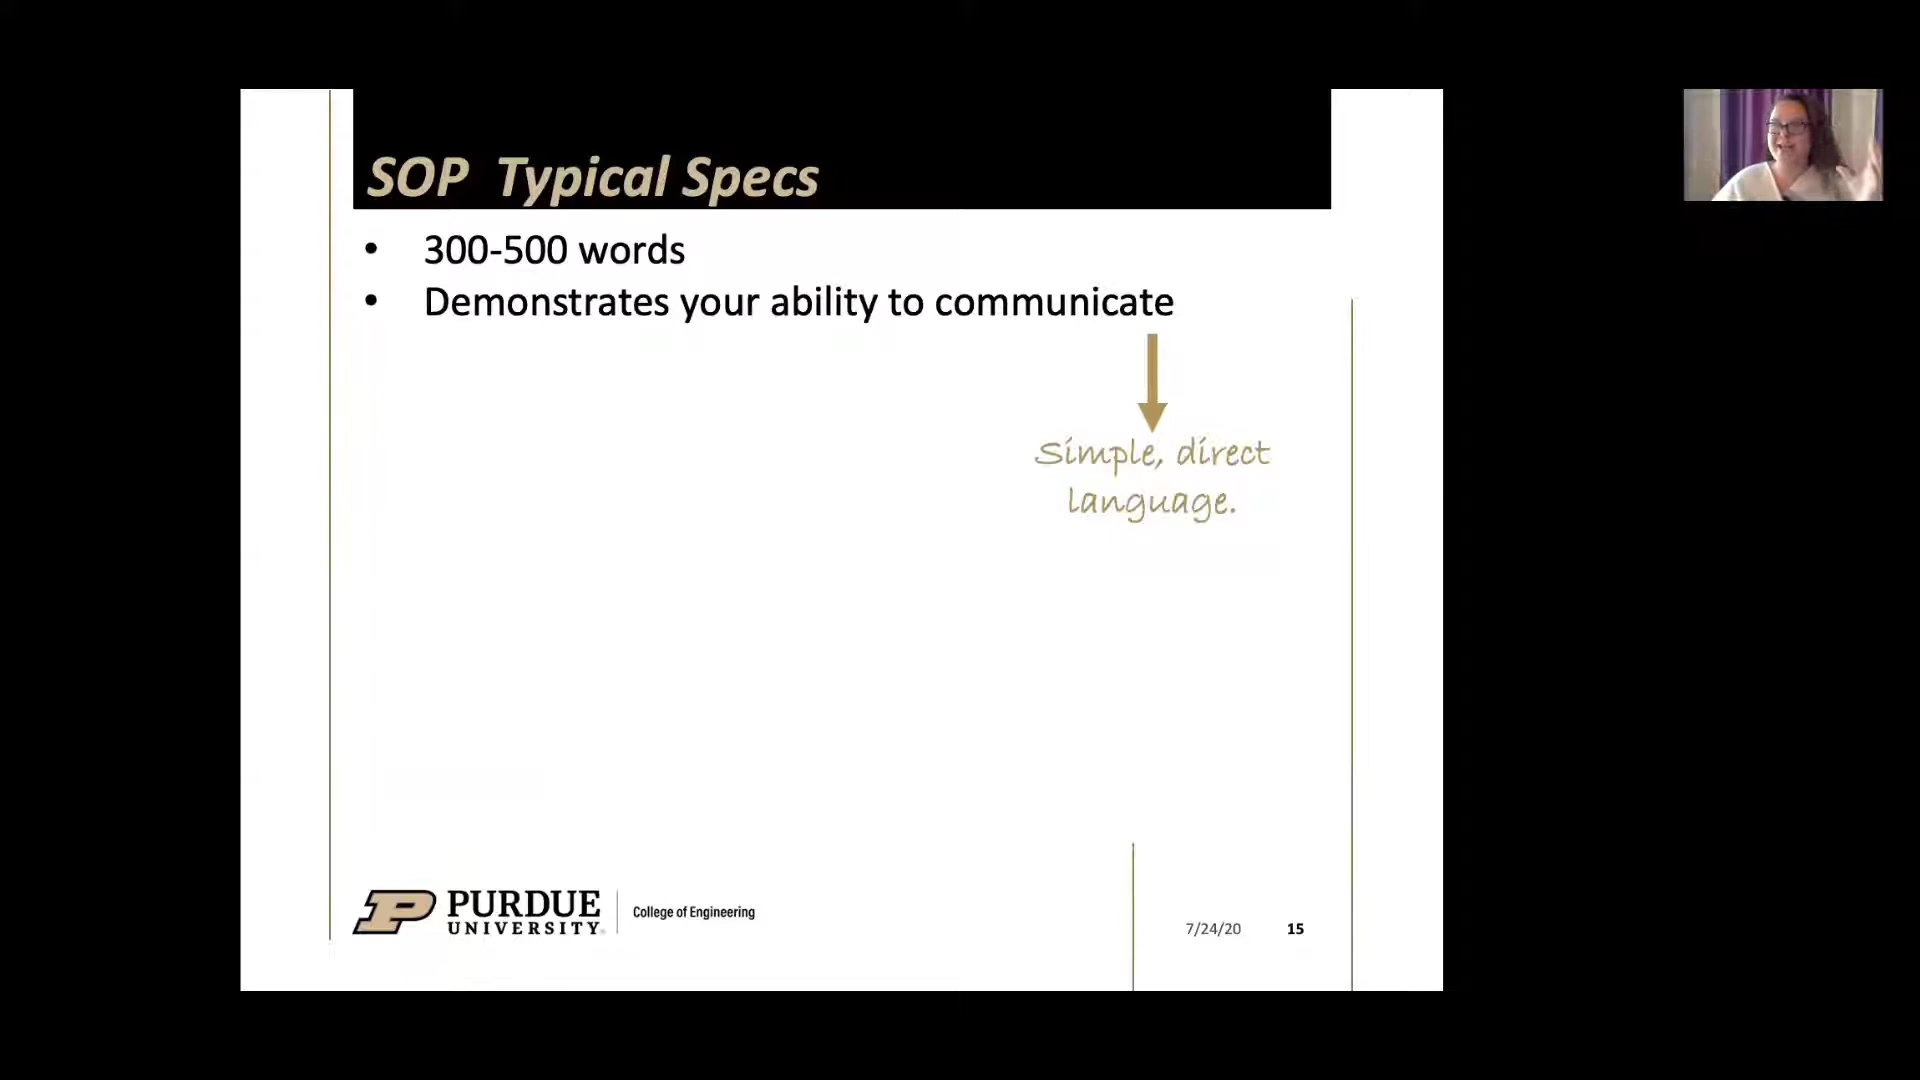 SOP Typical Specs
• 300-500 words
• Demonstrates your ability to communicate
Simple, direct
language.
PURDUE
UNIVERSITY
College of Engineering
7/24/20 15